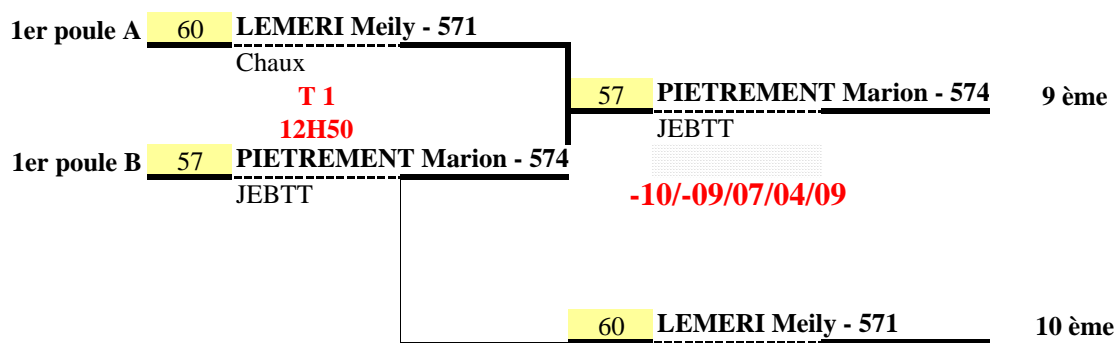 1er poule A 60 LEMERI Meily - 571
Chaux
T 1
57 PIETREMENT Marion - 574 9 ème
12H50
JEBTT
1er poule B 57 PIETREMENT Marion - 574
JEBTT
-10/-09/07/04/09
60 LEMERI Meily - 571 10 ème